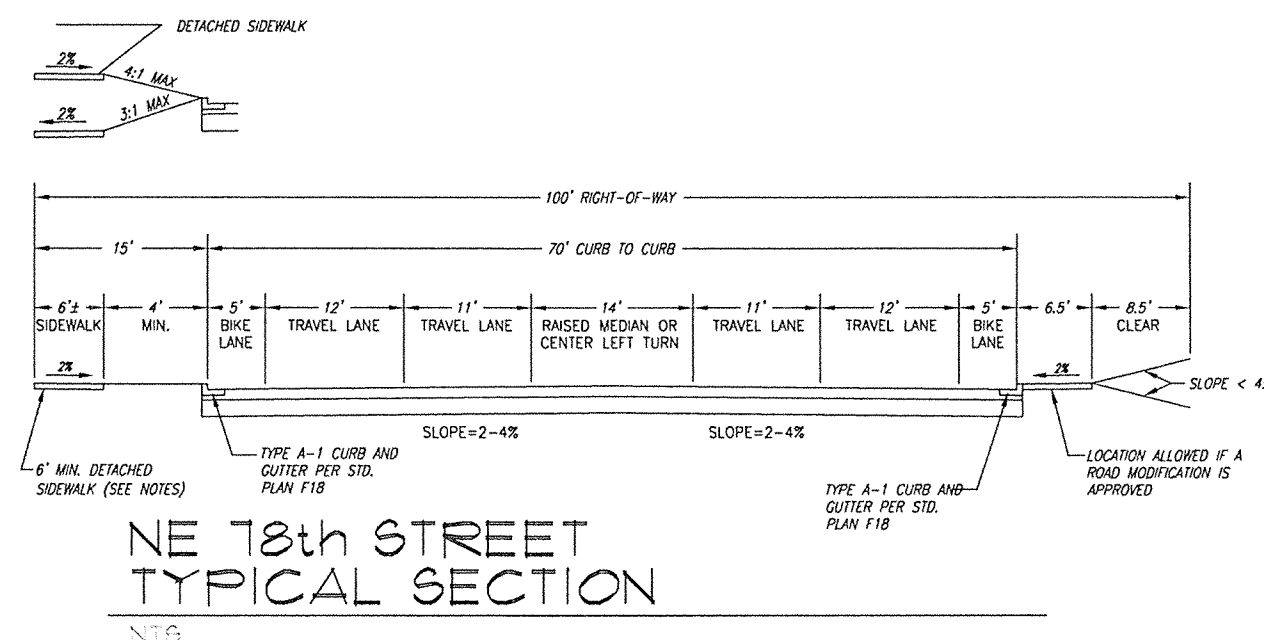 DETACHED SIDEWALK
2%
4:1 MAX
2%
3:1 MAX
100' RIGHT-OF-WAY
15'
70' CURB TO CURB
6'± SIDEWALK
4' MIN.
5' BIKE LANE
12' TRAVEL LANE
11' TRAVEL LANE
14' RAISED MEDIAN OR CENTER LEFT TURN
11' TRAVEL LANE
12' TRAVEL LANE
5' BIKE LANE
6.5'
8.5' CLEAR
2%
2%
SLOPE < 4:
SLOPE=2-4%
SLOPE=2-4%
6' MIN. DETACHED
SIDEWALK (SEE NOTES)
TYPE A-1 CURB AND
GUTTER PER STD.
PLAN F18
TYPE A-1 CURB AND
GUTTER PER STD.
PLAN F18
LOCATION ALLOWED IF A
ROAD MODIFICATION IS
APPROVED
NE 78th STREET
TYPICAL SECTION
NTS